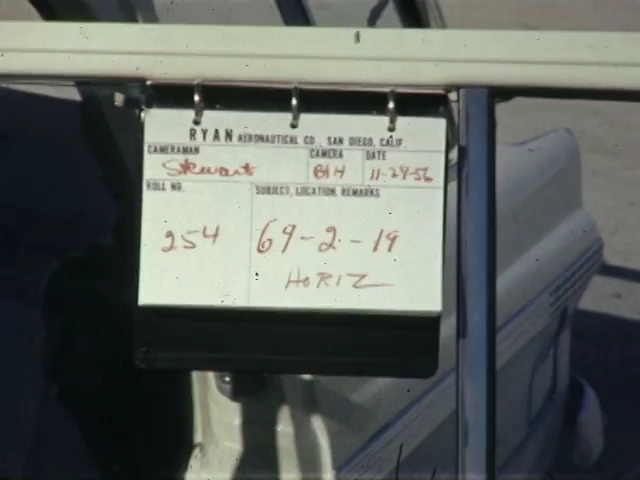 RYAN AERONAUTICAL CO., SAN DIEGO, CALIF.
CAMERAMAN CAMERA DATE
Stewart B&H 11-29-56
ROLL NO. SUBJECT, LOCATION, REMARKS
254 69-2-19
HORIZ